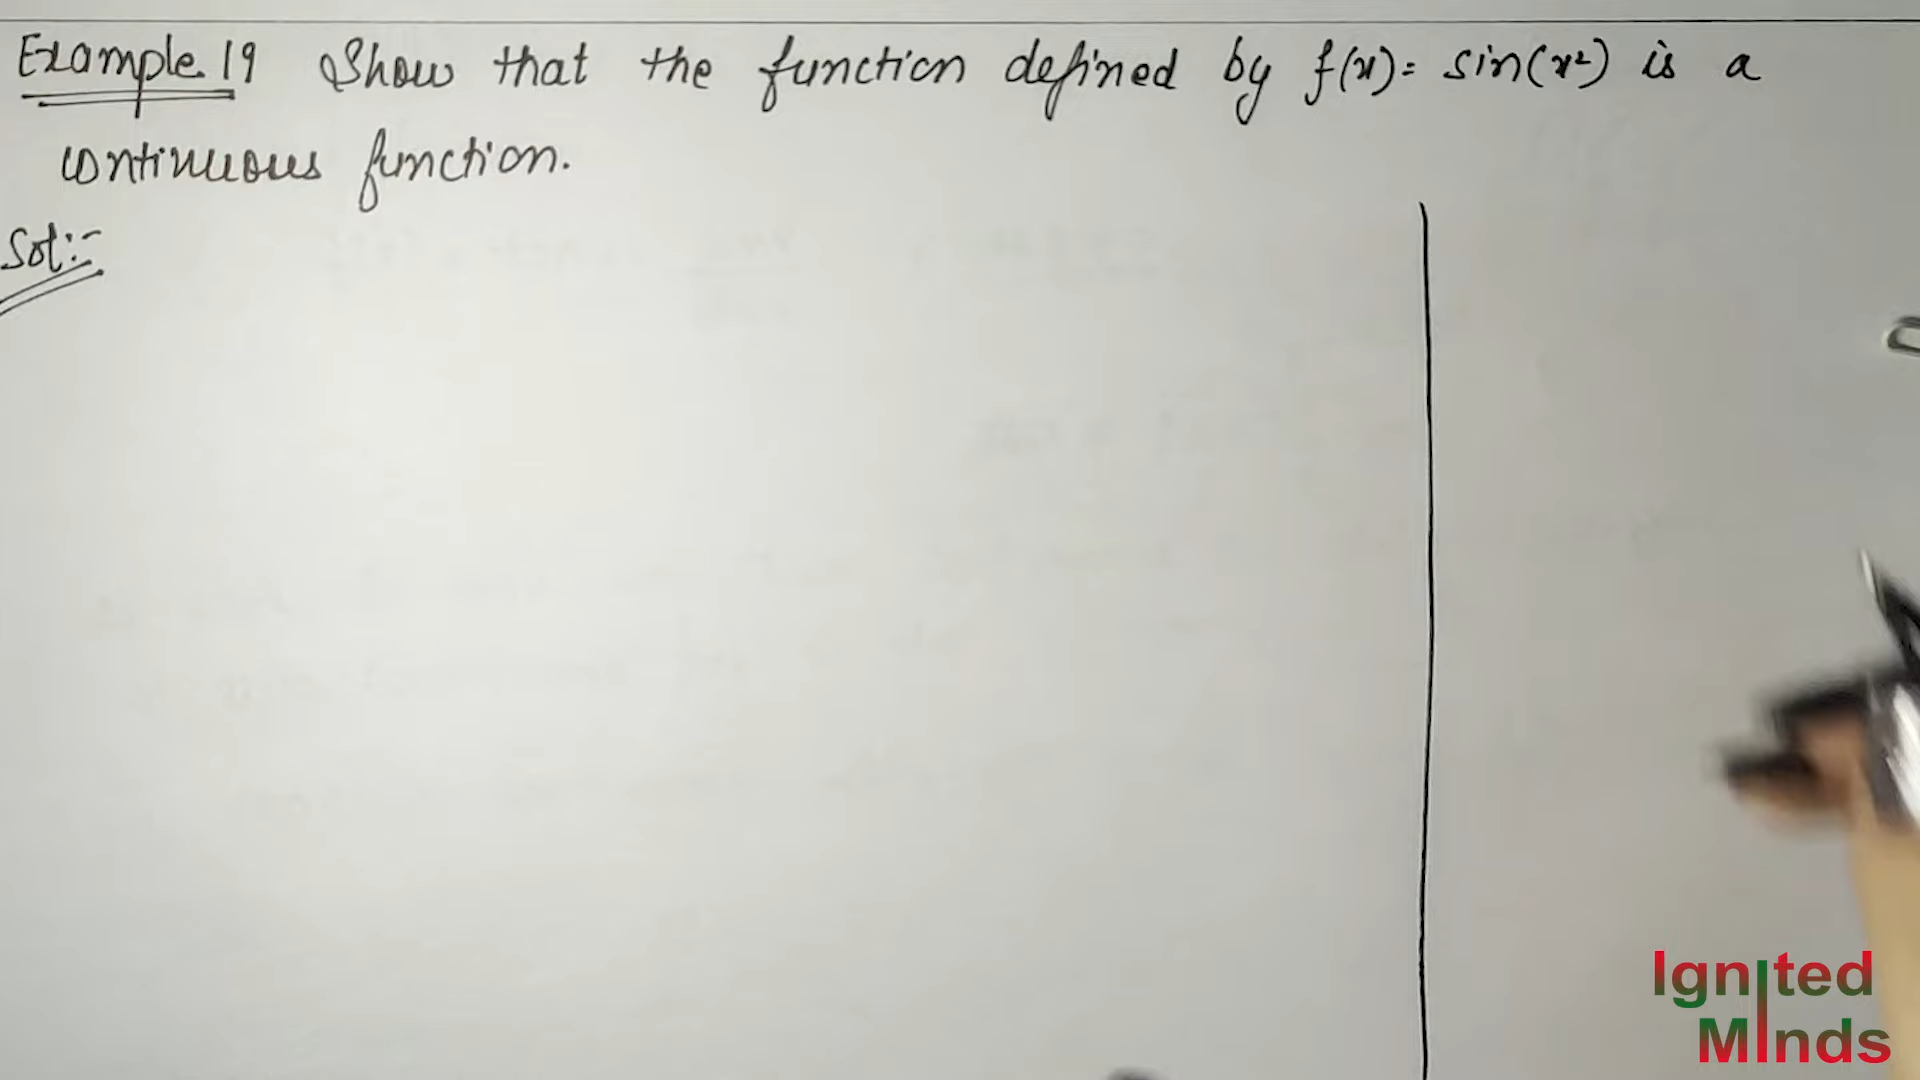 Example 19 Show that the function defined by f(x) = sin(x²) is a
continuous function.
Sol:-
Ignited
Minds